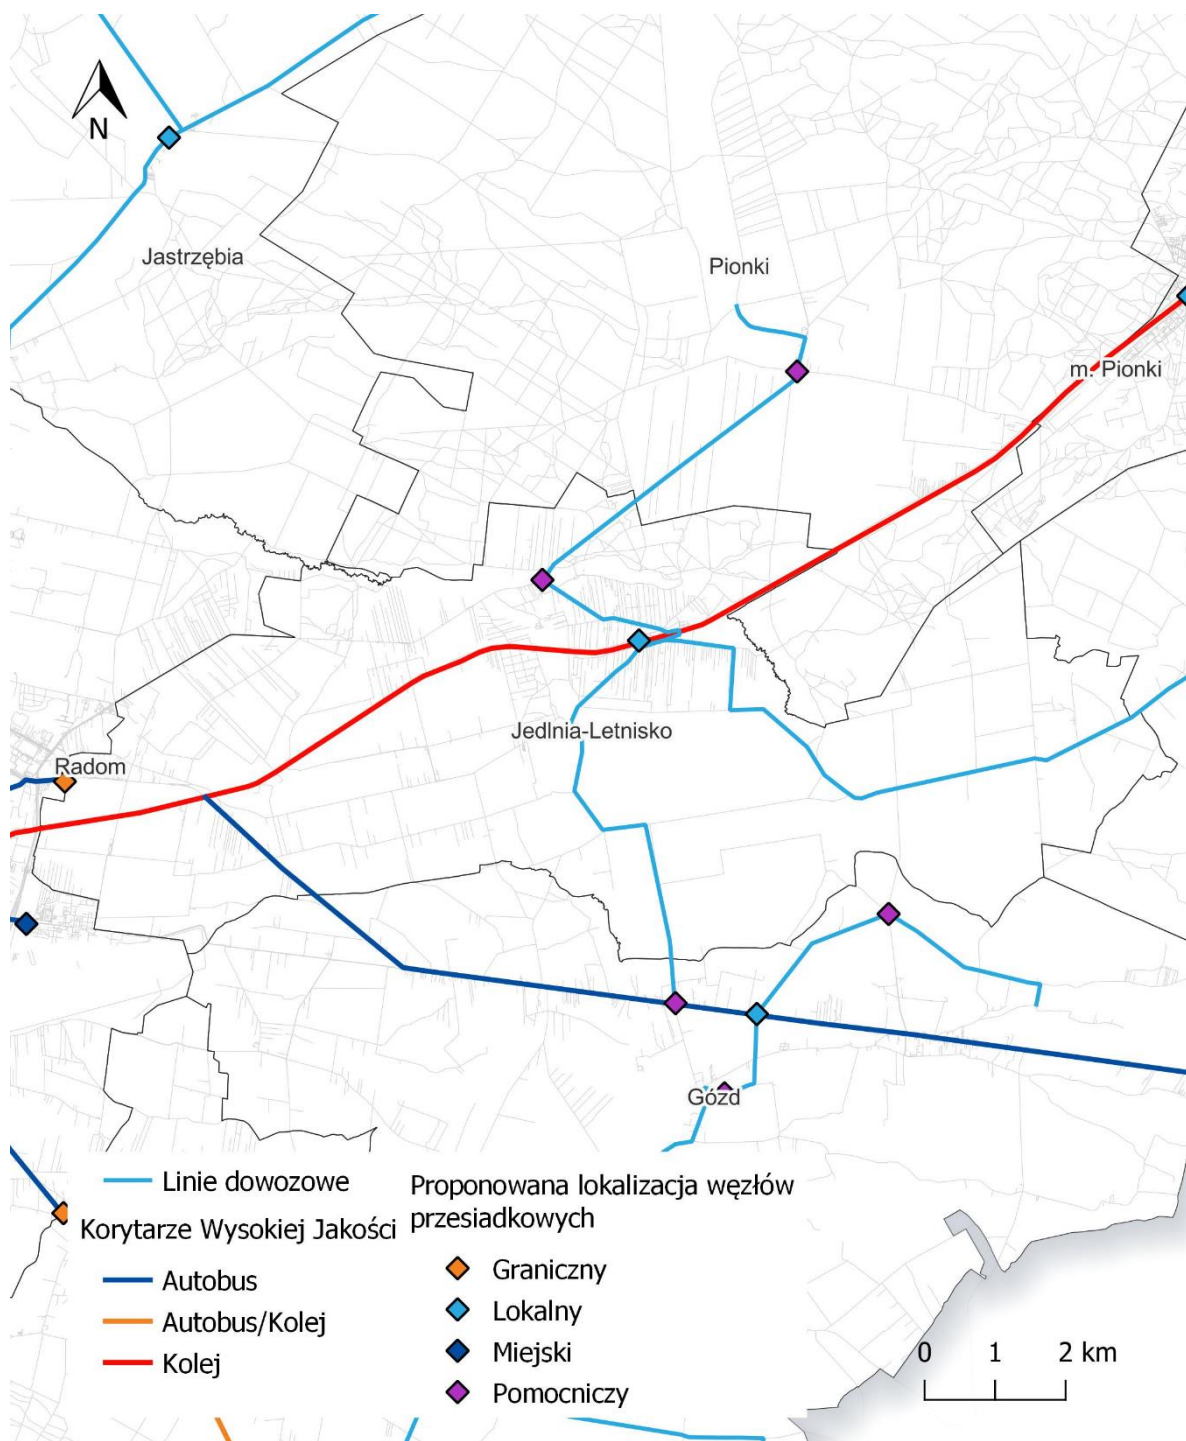 N
Jastrzębia
Pionki
m. Pionki
Jedlnia-Letnisko
Radom
Gózd
Linie dowozowe
Korytarze Wysokiej Jakości
Autobus
Autobus/Kolej
Kolej
Proponowana lokalizacja węzłów
przesiadkowych
Graniczny
Lokalny
Miejski
Pomocniczy
0 1 2 km